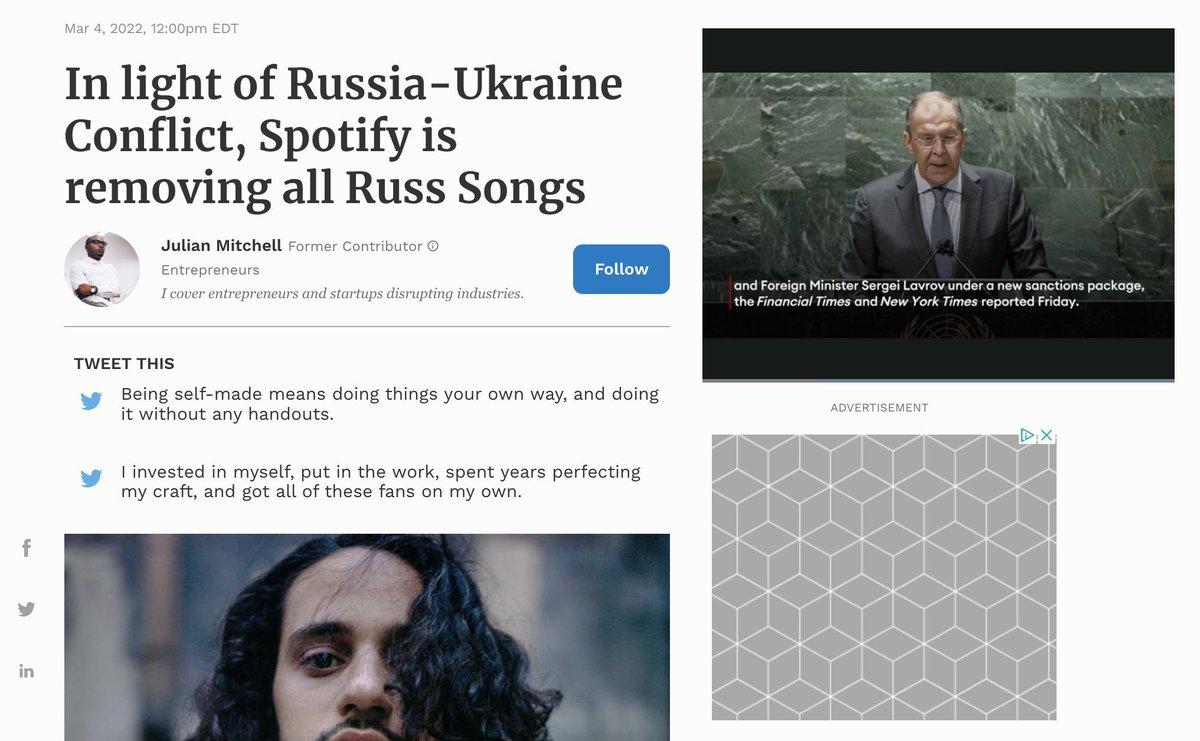 Mar 4, 2022, 12:00pm EDT
In light of Russia-Ukraine
Conflict, Spotify is
removing all Russ Songs
Julian Mitchell Former Contributor
Entrepreneurs
I cover entrepreneurs and startups disrupting industries.
Follow
TWEET THIS
Being self-made means doing things your own way, and doing
it without any handouts.
I invested in myself, put in the work, spent years perfecting
my craft, and got all of these fans on my own.
and Foreign Minister Sergei Lavrov under a new sanctions package,
the Financial Times and New York Times reported Friday.
ADVERTISEMENT